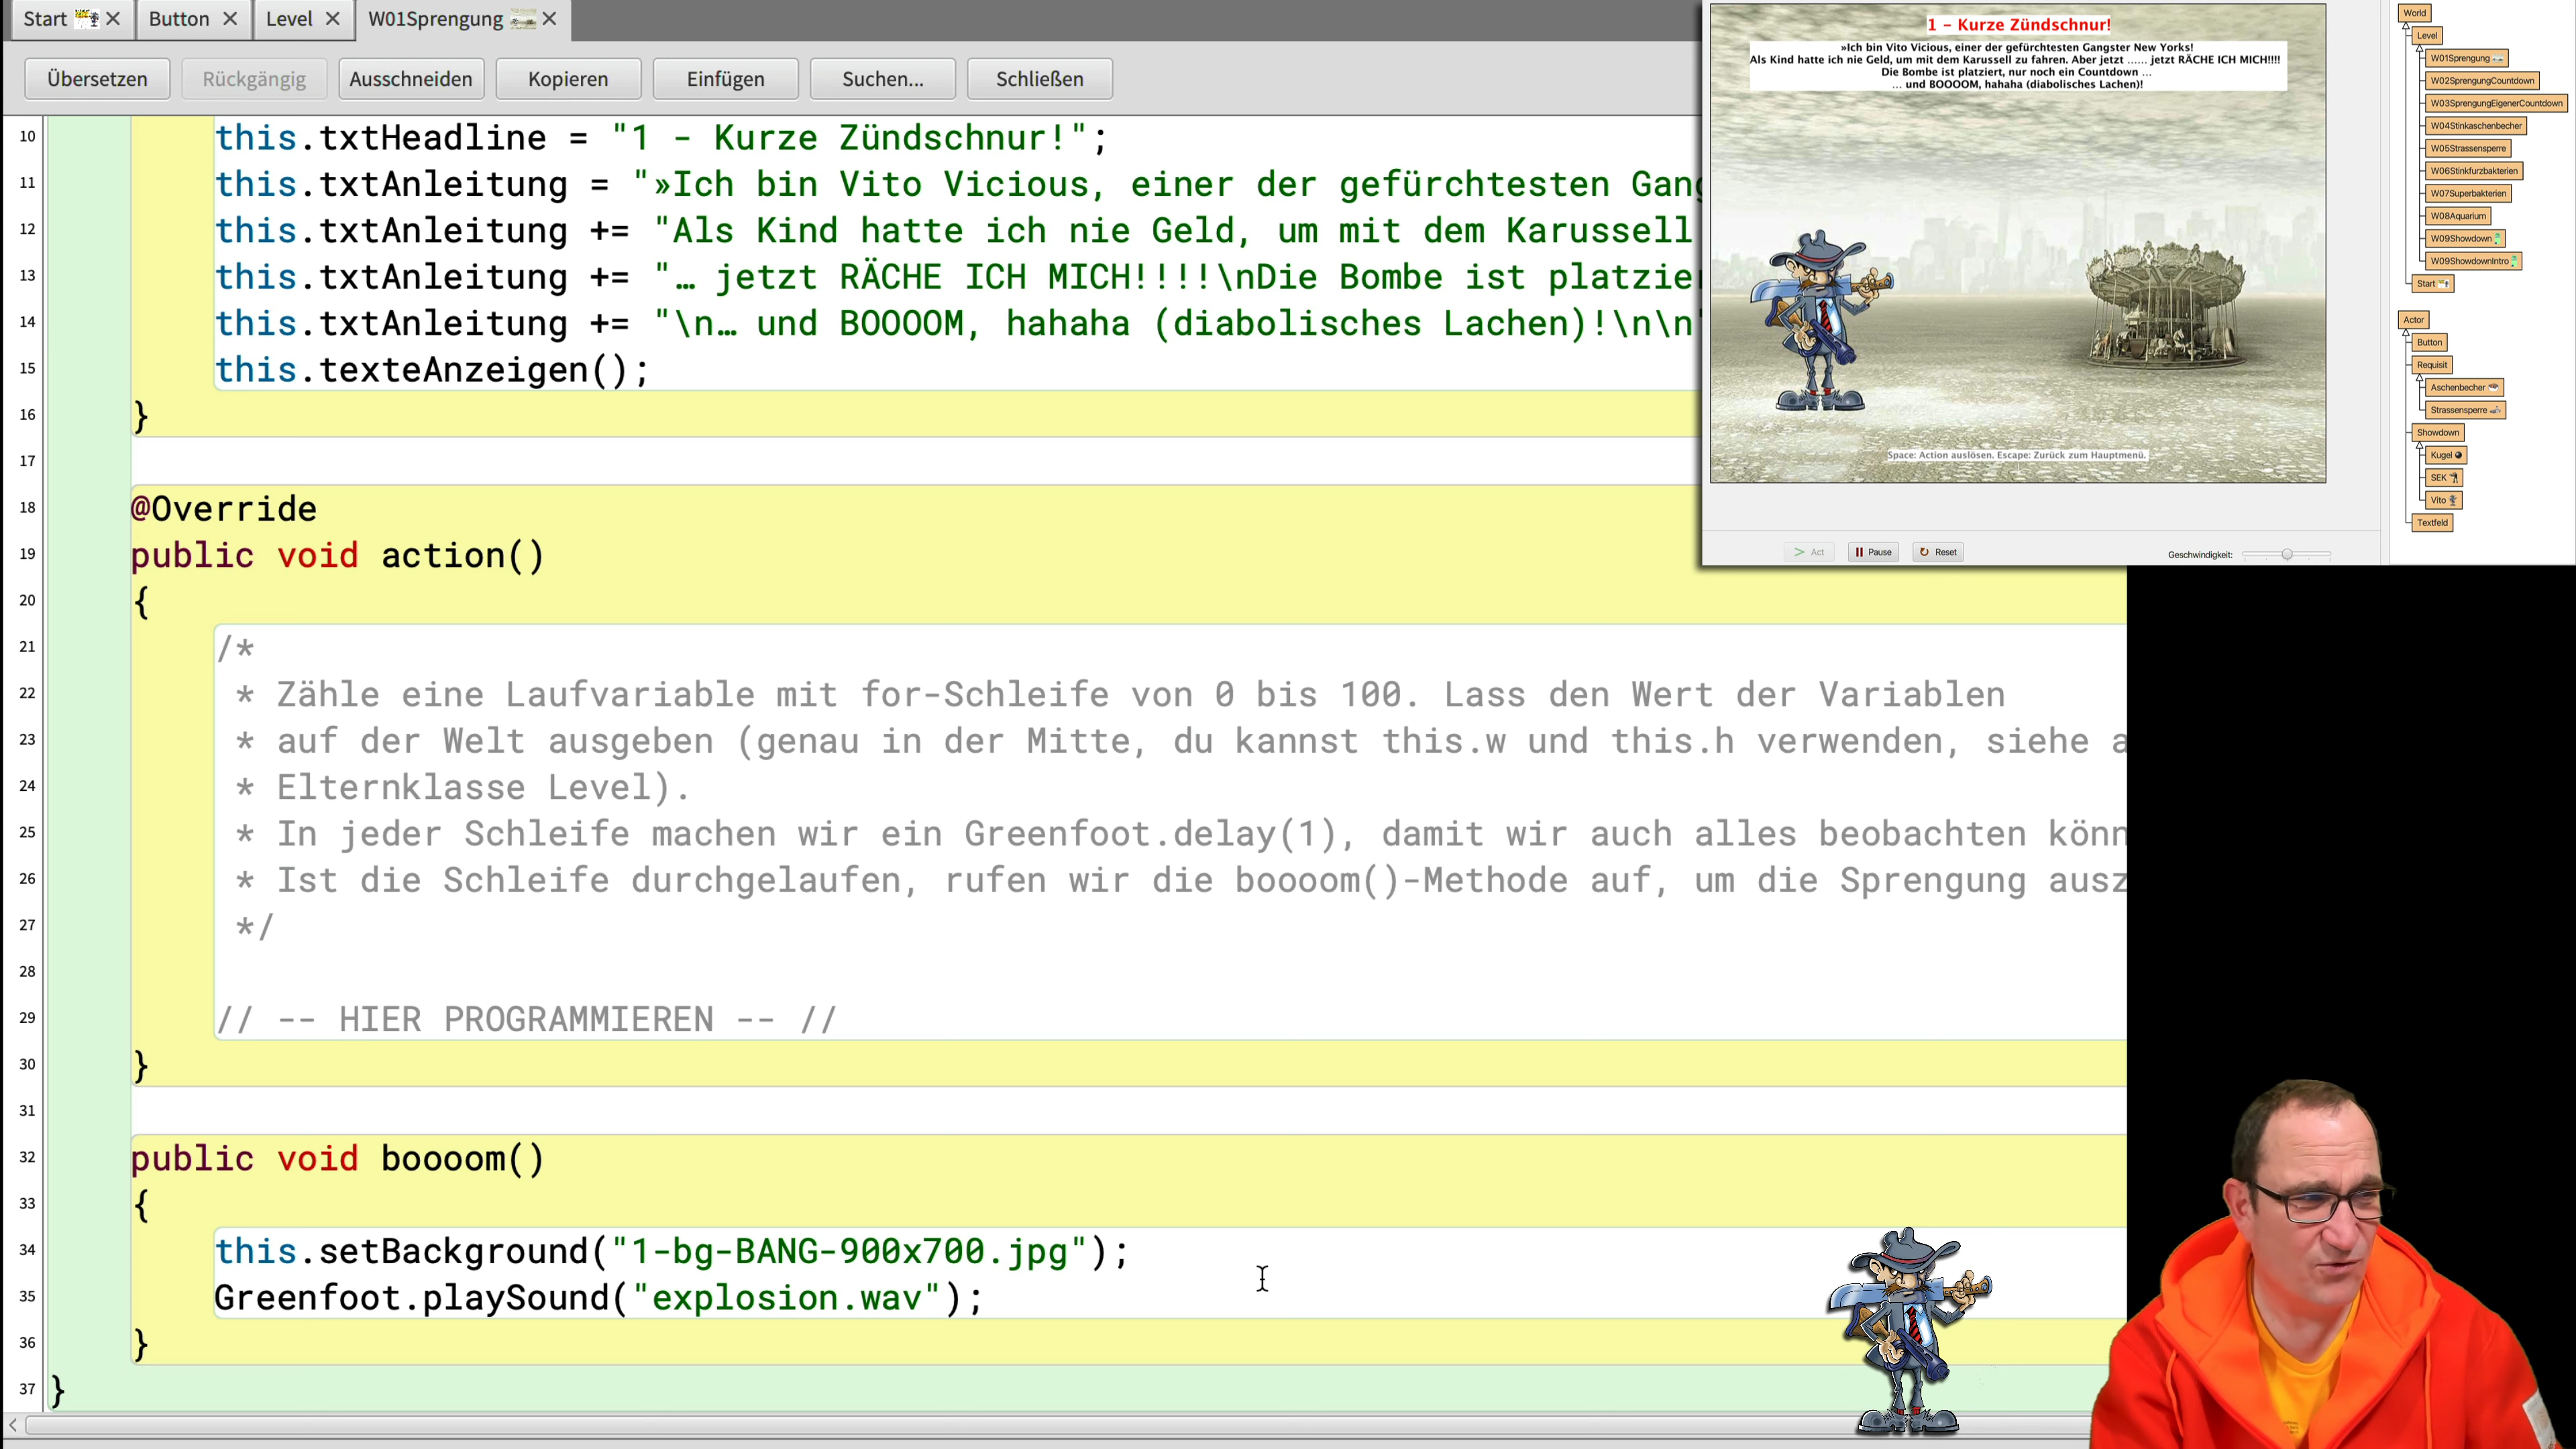 Start
Button
Level
W01Sprengung
Übersetzen
Rückgängig
Ausschneiden
Kopieren
Einfügen
Suchen...
Schließen
10 this.txtHeadline = "1 - Kurze Zündschnur!";
11 this.txtAnleitung = "»Ich bin Vito Vicious, einer der gefürchtesten Gang
12 this.txtAnleitung += "Als Kind hatte ich nie Geld, um mit dem Karussell
13 this.txtAnleitung += "… jetzt RÄCHE ICH MICH!!!!\nDie Bombe ist platzie
14 this.txtAnleitung += "\n… und BOOOOM, hahaha (diabolisches Lachen)!\n\n"
15 this.texteAnzeigen();
16 }
17
18 @Override
19 public void action()
20 {
21 /*
22 * Zähle eine Laufvariable mit for-Schleife von 0 bis 100. Lass den Wert der Variablen
23 * auf der Welt ausgeben (genau in der Mitte, du kannst this.w und this.h verwenden, siehe a
24 * Elternklasse Level).
25 * In jeder Schleife machen wir ein Greenfoot.delay(1), damit wir auch alles beobachten könn
26 * Ist die Schleife durchgelaufen, rufen wir die boooom()-Methode auf, um die Sprengung ausz
27 */
28
29 // -- HIER PROGRAMMIEREN -- //
30 }
31
32 public void boooom()
33 {
34 this.setBackground("1-bg-BANG-900x700.jpg");
35 Greenfoot.playSound("explosion.wav");
36 }
37 }
1 - Kurze Zündschnur!
»Ich bin Vito Vicious, einer der gefürchtesten Gangster New Yorks!
Als Kind hatte ich nie Geld, um mit dem Karussell zu fahren. Aber jetzt ...... jetzt RÄCHE ICH MICH!!!!
Die Bombe ist platziert, nur noch ein Countdown ...
... und BOOOOM, hahaha (diabolisches Lachen)!
Space: Action auslösen. Escape: Zurück zum Hauptmenü.
Act
Pause
Reset
Geschwindigkeit:
World
Level
W01Sprengung
W02SprengungCountdown
W03SprengungEigenerCountdown
W04Stinkaschenbecher
W05Strassensperre
W06Stinkfurzbakterien
W07Superbakterien
W08Aquarium
W09Showdown
W09ShowdownIntro
Start
Actor
Button
Requisit
Aschenbecher
Strassensperre
Showdown
Kugel
SEK
Vito
Textfeld